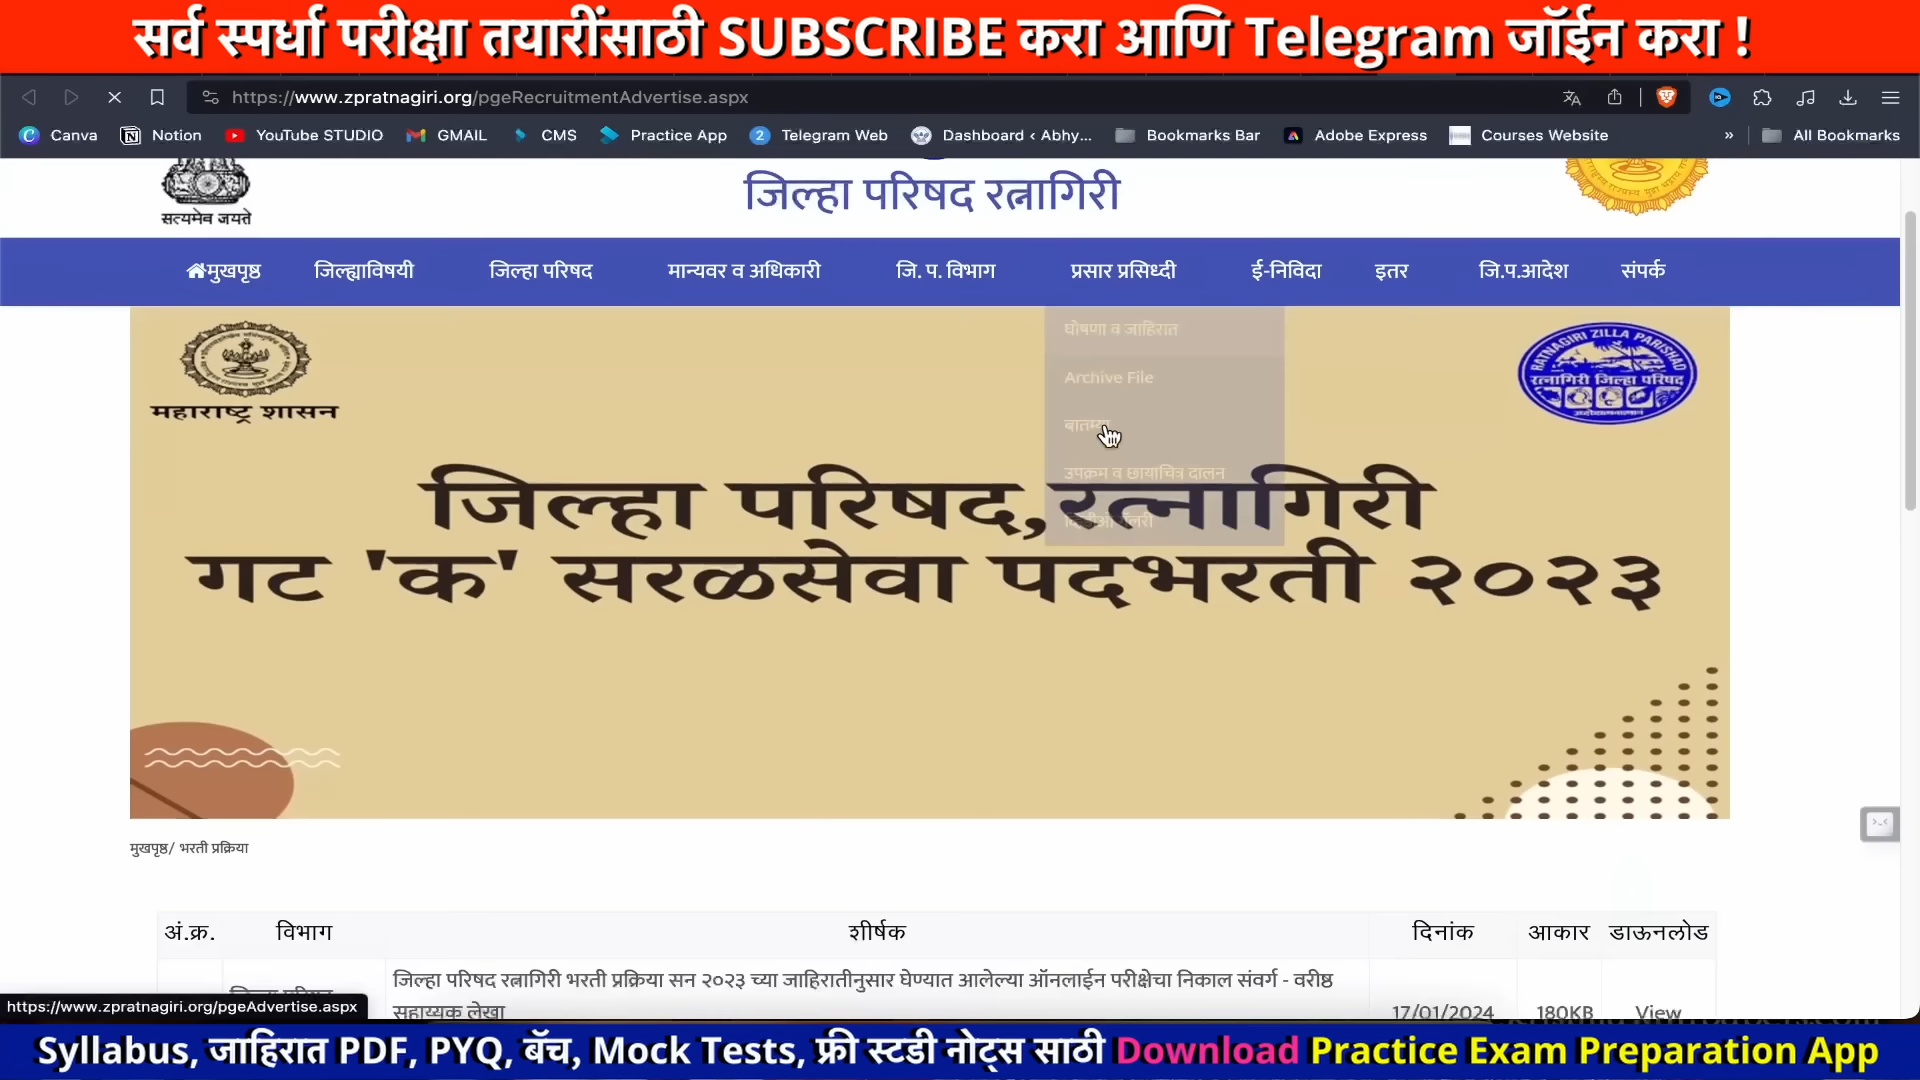 सर्व स्पर्धा परीक्षा तयारींसाठी SUBSCRIBE करा आणि Telegram जॉईन करा !
https://www.zpratnagiri.org/pgeRecruitmentAdvertise.aspx
Canva Notion YouTube STUDIO GMAIL CMS Practice App 2 Telegram Web Dashboard < Abhy... Bookmarks Bar Adobe Express Courses Website » All Bookmarks
सत्यमेव जयते
जिल्हा परिषद रत्नागिरी
मुखपृष्ठ जिल्ह्याविषयी जिल्हा परिषद मान्यवर व अधिकारी जि. प. विभाग प्रसार प्रसिध्दी ई-निविदा इतर जि.प.आदेश संपर्क
घोषणा व जाहिरात
Archive File
उपक्रम व छायाचित्र दालन
महाराष्ट्र शासन
RATNAGIRI ZILLA PARISHAD
रत्नागिरी जिल्हा परिषद
जिल्हा परिषद,रत्नागिरी
गट 'क' सरळसेवा पदभरती २०२३
मुखपृष्ठ/ भरती प्रक्रिया
अं.क्र. विभाग शीर्षक दिनांक आकार डाऊनलोड
जिल्हा परिषद रत्नागिरी भरती प्रक्रिया सन २०२३ च्या जाहिरातीनुसार घेण्यात आलेल्या ऑनलाईन परीक्षेचा निकाल संवर्ग - वरीष्ठ
सहाय्यक लेखा 17/01/2024 180KB View
https://www.zpratnagiri.org/pgeAdvertise.aspx
Syllabus, जाहिरात PDF, PYQ, बॅच, Mock Tests, फ्री स्टडी नोट्स साठी Download Practice Exam Preparation App